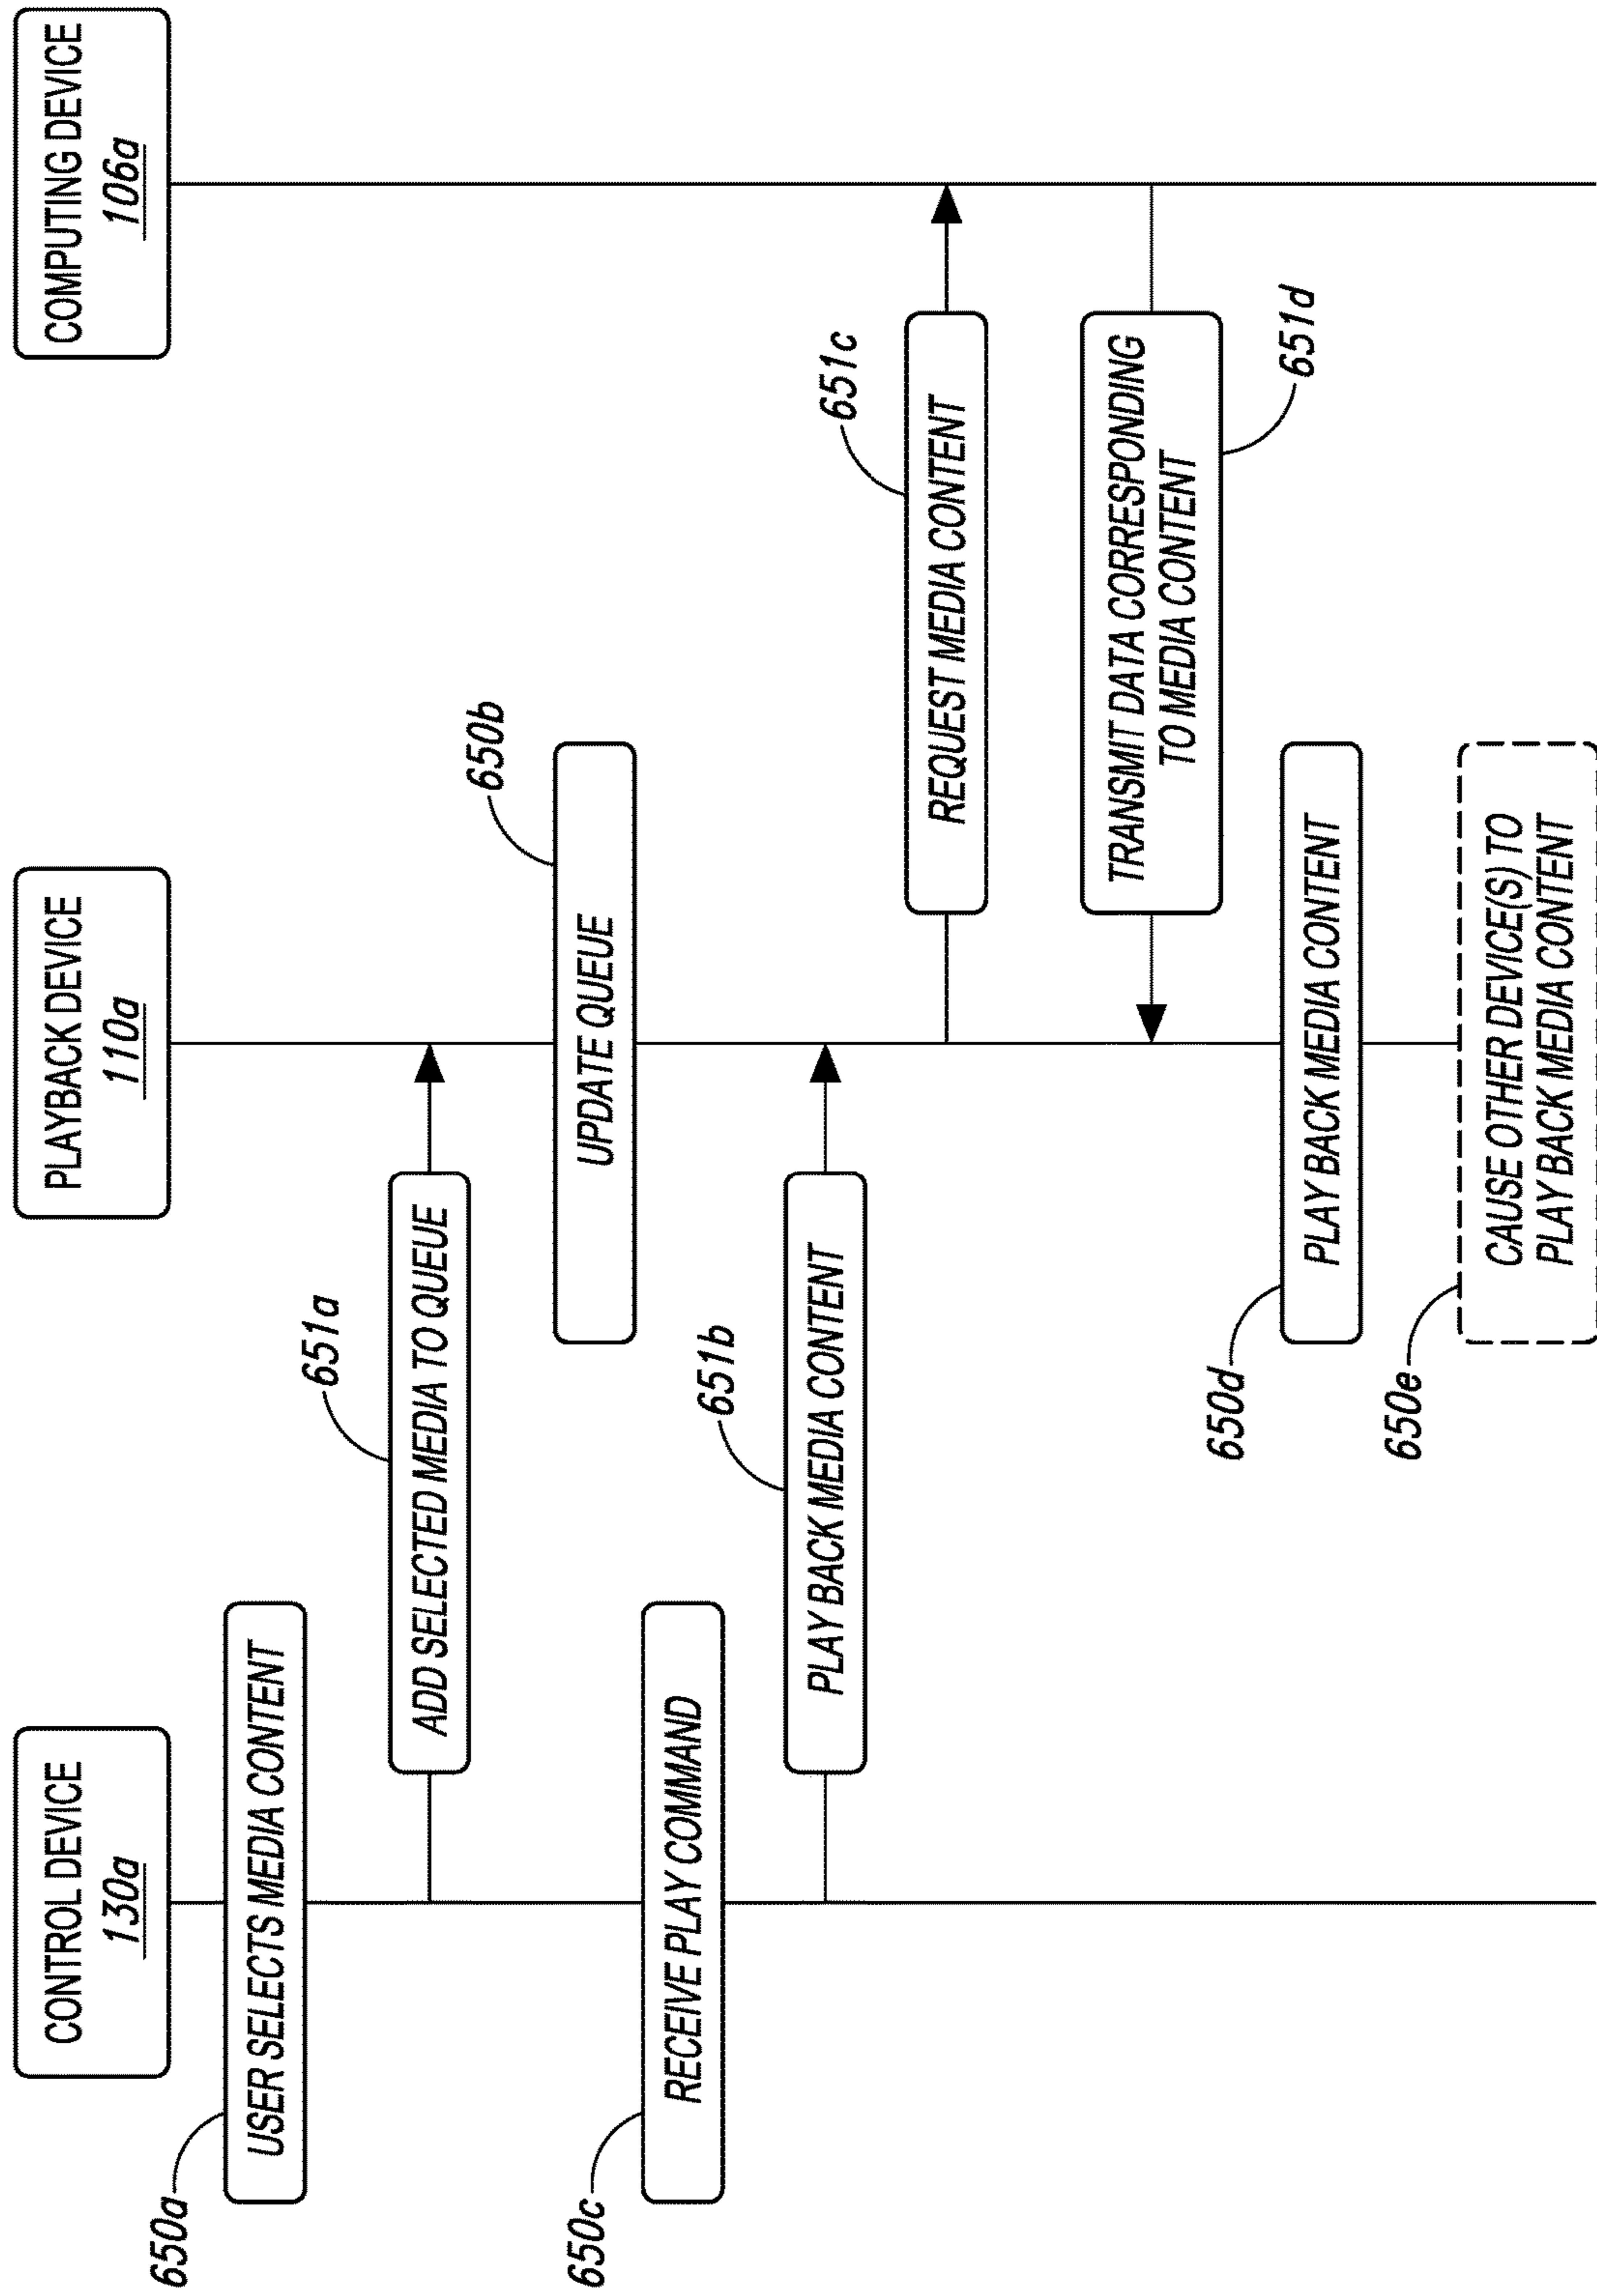 CONTROL DEVICE
130a
PLAYBACK DEVICE
110a
COMPUTING DEVICE
106a
650a
USER SELECTS MEDIA CONTENT
651a
ADD SELECTED MEDIA TO QUEUE
650b
UPDATE QUEUE
650c
RECEIVE PLAY COMMAND
651b
PLAY BACK MEDIA CONTENT
651c
REQUEST MEDIA CONTENT
TRANSMIT DATA CORRESPONDING
TO MEDIA CONTENT
651d
650d
PLAY BACK MEDIA CONTENT
650e
CAUSE OTHER DEVICE(S) TO
PLAY BACK MEDIA CONTENT